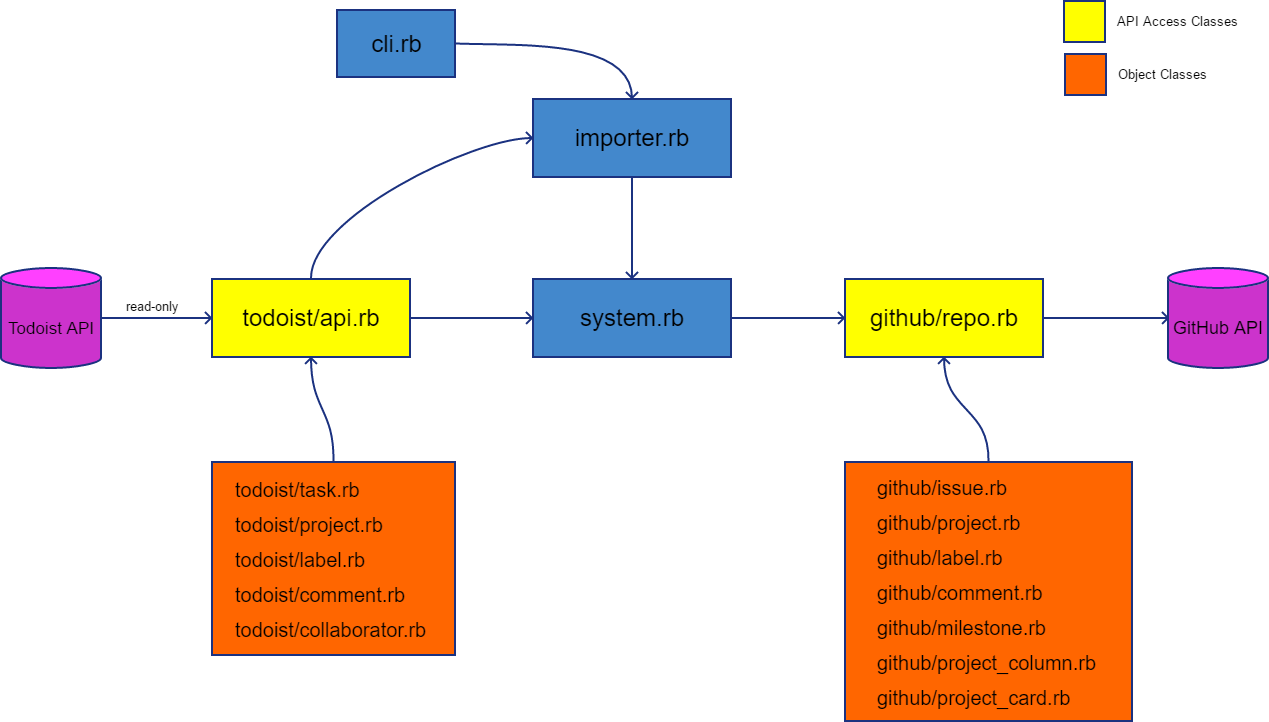 cli.rb
API Access Classes
Object Classes
importer.rb
Todoist API
read-only
todoist/api.rb
system.rb
github/repo.rb
GitHub API
todoist/task.rb
todoist/project.rb
todoist/label.rb
todoist/comment.rb
todoist/collaborator.rb
github/issue.rb
github/project.rb
github/label.rb
github/comment.rb
github/milestone.rb
github/project_column.rb
github/project_card.rb